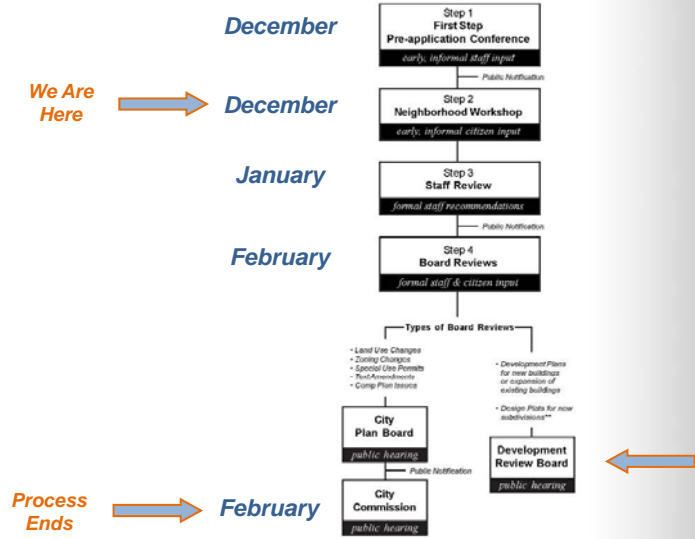 December
Step 1
First Step
Pre-application Conference
early, informal staff input
Public Notification
We Are
Here
December
Step 2
Neighborhood Workshop
early, informal citizen input
January
Step 3
Staff Review
formal staff recommendations
Public Notification
February
Step 4
Board Reviews
formal staff & citizen input
Types of Board Reviews
• Land Use Changes
• Zoning Changes
• Special Use Permits
• Text Amendments
• Comp Plan Issues
• Development Plans
for new buildings
or expansion of
existing buildings
• Design Plats for new
subdivisions**
City
Plan Board
public hearing
Development
Review Board
public hearing
Public Notification
Process
Ends
February
City
Commission
public hearing